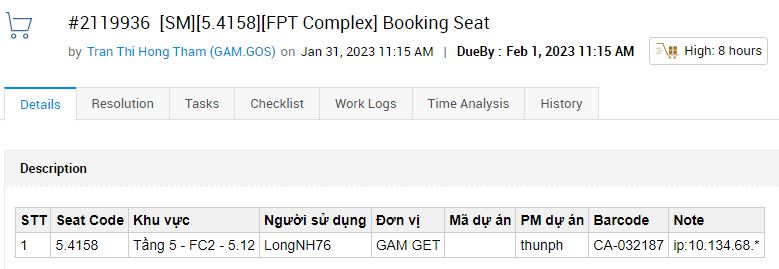 #2119936 [SM][5.4158][FPT Complex] Booking Seat
by Tran Thi Hong Tham (GAM.GOS) on Jan 31, 2023 11:15 AM | DueBy : Feb 1, 2023 11:15 AM High: 8 hours
Details Resolution Tasks Checklist Work Logs Time Analysis History
Description
STT Seat Code Khu vực Người sử dụng Đơn vị Mã dự án PM dự án Barcode Note
1 5.4158 Tầng 5 - FC2 - 5.12 LongNH76 GAM GET thunph CA-032187 ip:10.134.68.*